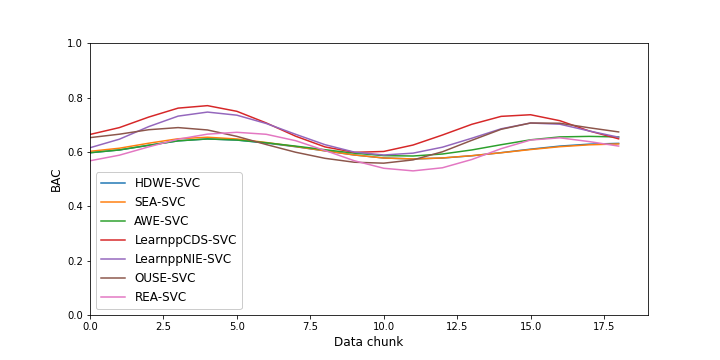 1.0
0.8
0.6
0.4
0.2
0.0
BAC
HDWE-SVC
SEA-SVC
AWE-SVC
LearnppCDS-SVC
LearnppNIE-SVC
OUSE-SVC
REA-SVC
0.0 2.5 5.0 7.5 10.0 12.5 15.0 17.5
Data chunk